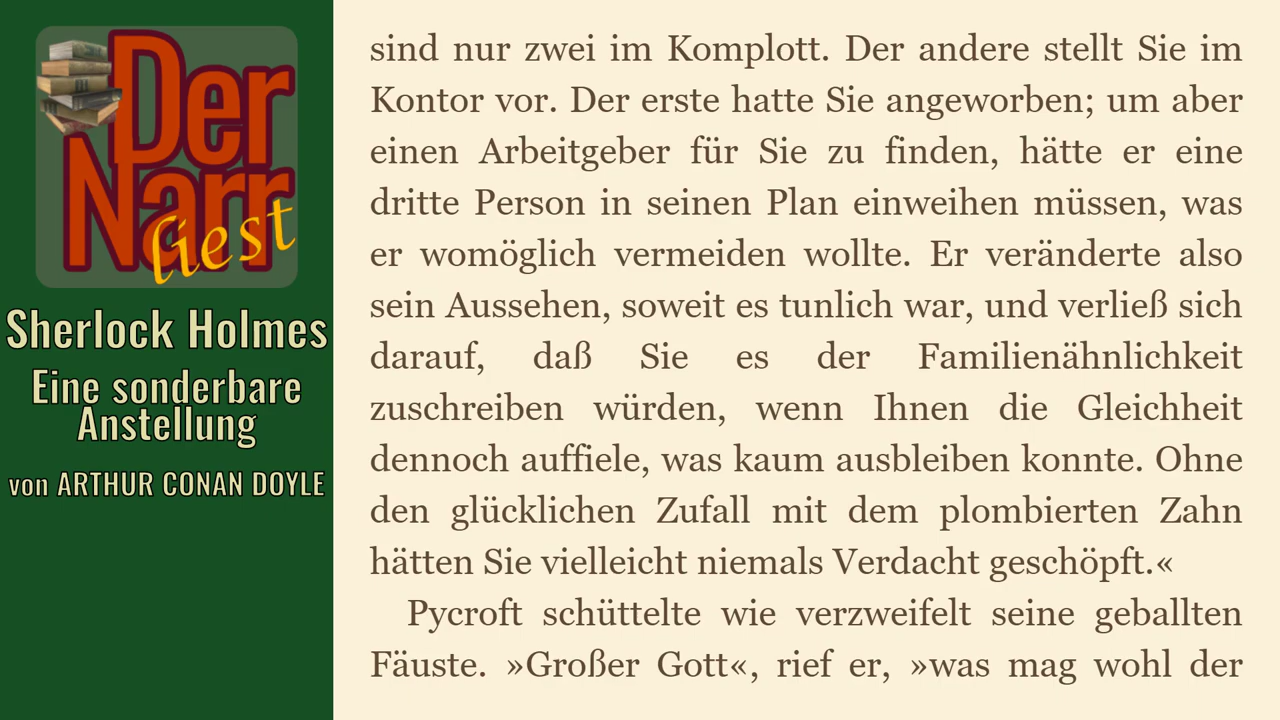 Der
Narr
liest
Sherlock Holmes
Eine sonderbare
Anstellung
von ARTHUR CONAN DOYLE
sind nur zwei im Komplott. Der andere stellt Sie im
Kontor vor. Der erste hatte Sie angeworben; um aber
einen Arbeitgeber für Sie zu finden, hätte er eine
dritte Person in seinen Plan einweihen müssen, was
er womöglich vermeiden wollte. Er veränderte also
sein Aussehen, soweit es tunlich war, und verließ sich
darauf, daß Sie es der Familienähnlichkeit
zuschreiben würden, wenn Ihnen die Gleichheit
dennoch auffiele, was kaum ausbleiben konnte. Ohne
den glücklichen Zufall mit dem plombierten Zahn
hätten Sie vielleicht niemals Verdacht geschöpft.«
Pycroft schüttelte wie verzweifelt seine geballten
Fäuste. »Großer Gott«, rief er, »was mag wohl der